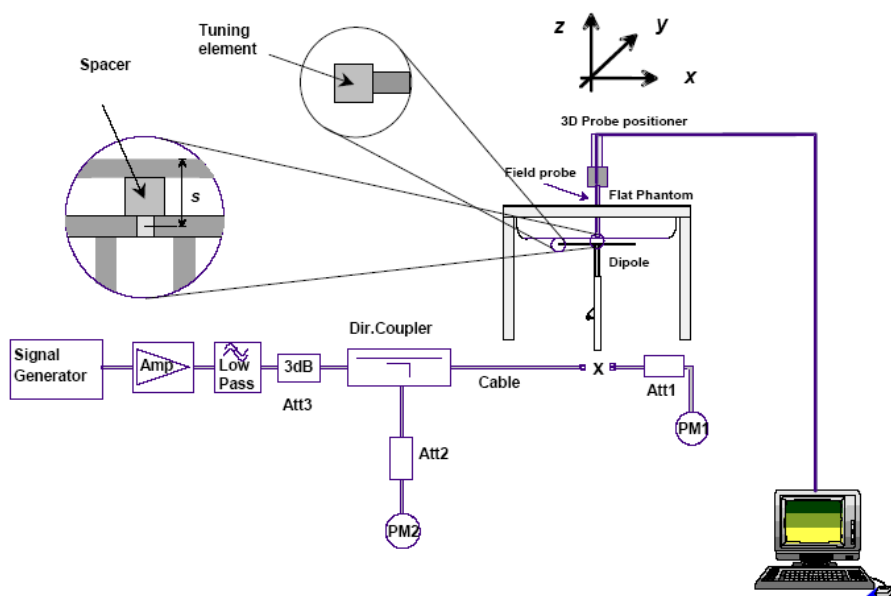 Tuning
element
Spacer
s
z
y
x
3D Probe positioner
Field probe
Flat Phantom
Dipole
Dir.Coupler
Signal
Generator
Amp
Low
Pass
3dB
Att3
Cable
X
Att1
PM1
Att2
PM2